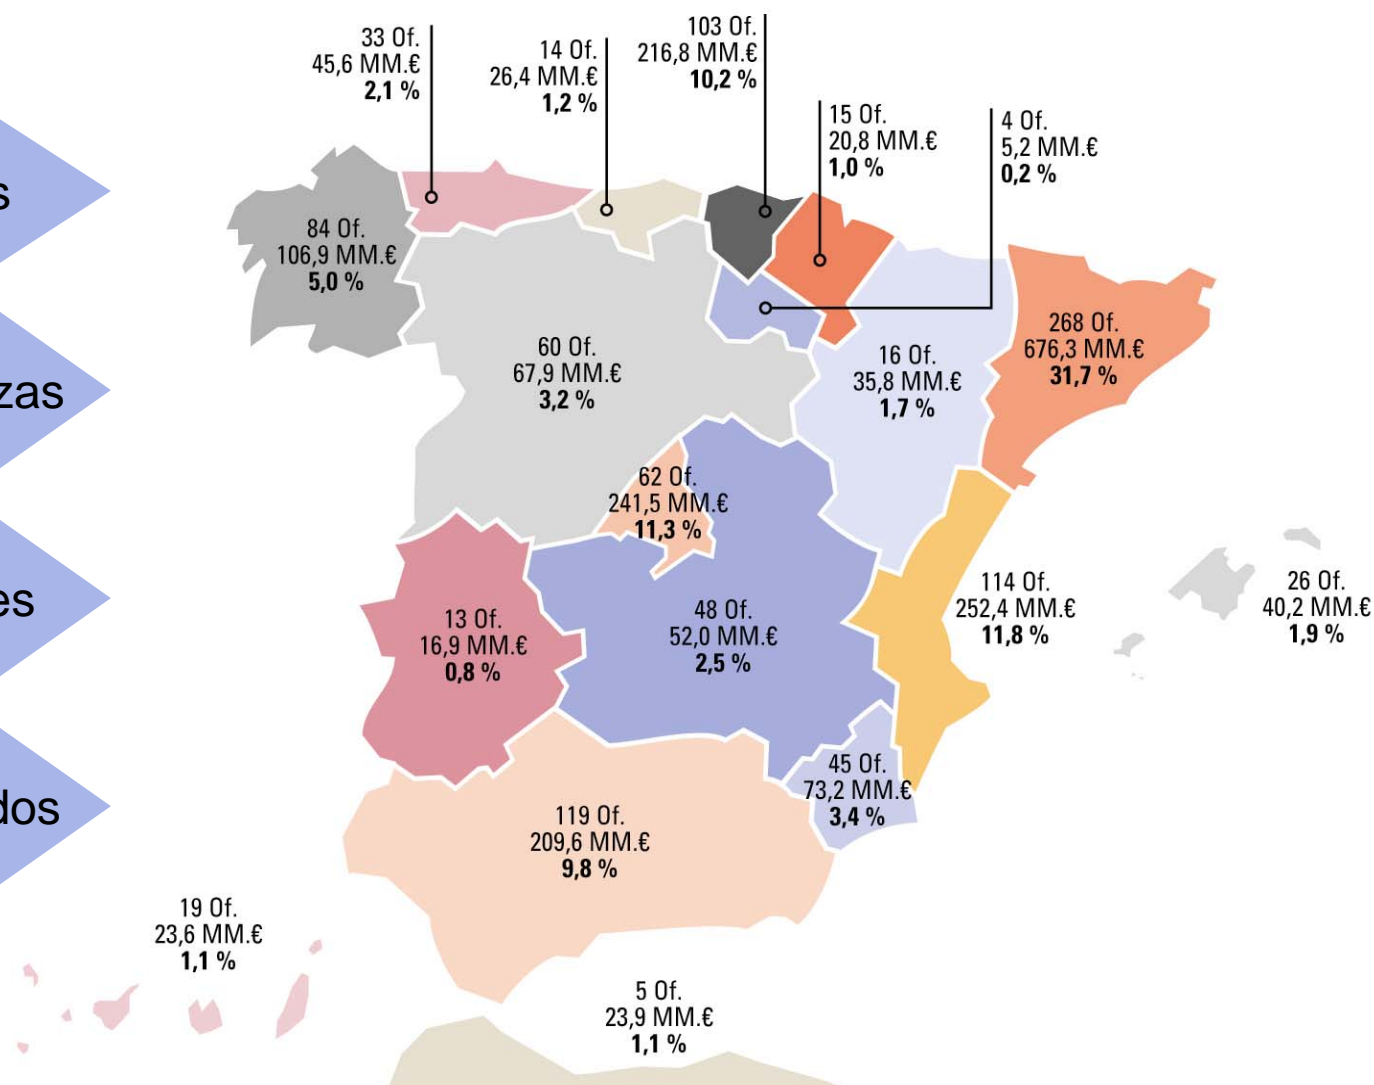 33 Of.
45,6 MM.€
2,1 %
14 Of.
26,4 MM.€
1,2 %
103 Of.
216,8 MM.€
10,2 %
15 Of.
20,8 MM.€
1,0 %
4 Of.
5,2 MM.€
0,2 %
s
84 Of.
106,9 MM.€
5,0 %
60 Of.
67,9 MM.€
3,2 %
16 Of.
35,8 MM.€
1,7 %
268 Of.
676,3 MM.€
31,7 %
zas
62 Of.
241,5 MM.€
11,3 %
es
13 Of.
16,9 MM.€
0,8 %
48 Of.
52,0 MM.€
2,5 %
114 Of.
252,4 MM.€
11,8 %
26 Of.
40,2 MM.€
1,9 %
dos
45 Of.
73,2 MM.€
3,4 %
119 Of.
209,6 MM.€
9,8 %
19 Of.
23,6 MM.€
1,1 %
5 Of.
23,9 MM.€
1,1 %